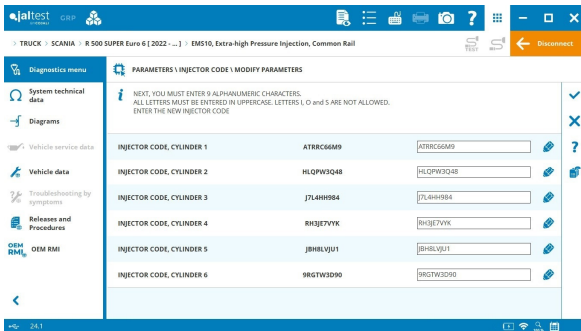 jaltest GRP
TRUCK > SCANIA > R 500 SUPER Euro 6 [ 2022 - ... ] > EMS10, Extra-high Pressure Injection, Common Rail
TEST
Disconnect
Diagnostics menu
PARAMETERS \ INJECTOR CODE \ MODIFY PARAMETERS
System technical
data
Diagrams
Vehicle service data
Vehicle data
Troubleshooting by
symptoms
Releases and
Procedures
OEM
RMI
OEM RMI
NEXT, YOU MUST ENTER 9 ALPHANUMERIC CHARACTERS.
ALL LETTERS MUST BE ENTERED IN UPPERCASE. LETTERS I, O and S ARE NOT ALLOWED.
ENTER THE NEW INJECTOR CODE
INJECTOR CODE, CYLINDER 1 ATRRC66M9 ATRRC66M9
INJECTOR CODE, CYLINDER 2 HLQPW3Q48 HLQPW3Q48
INJECTOR CODE, CYLINDER 3 J7L4HH984 J7L4HH984
INJECTOR CODE, CYLINDER 4 RH3JE7VYK RH3JE7VYK
INJECTOR CODE, CYLINDER 5 JBH8LVJU1 JBH8LVJU1
INJECTOR CODE, CYLINDER 6 9RGTW3D90 9RGTW3D90
24.1